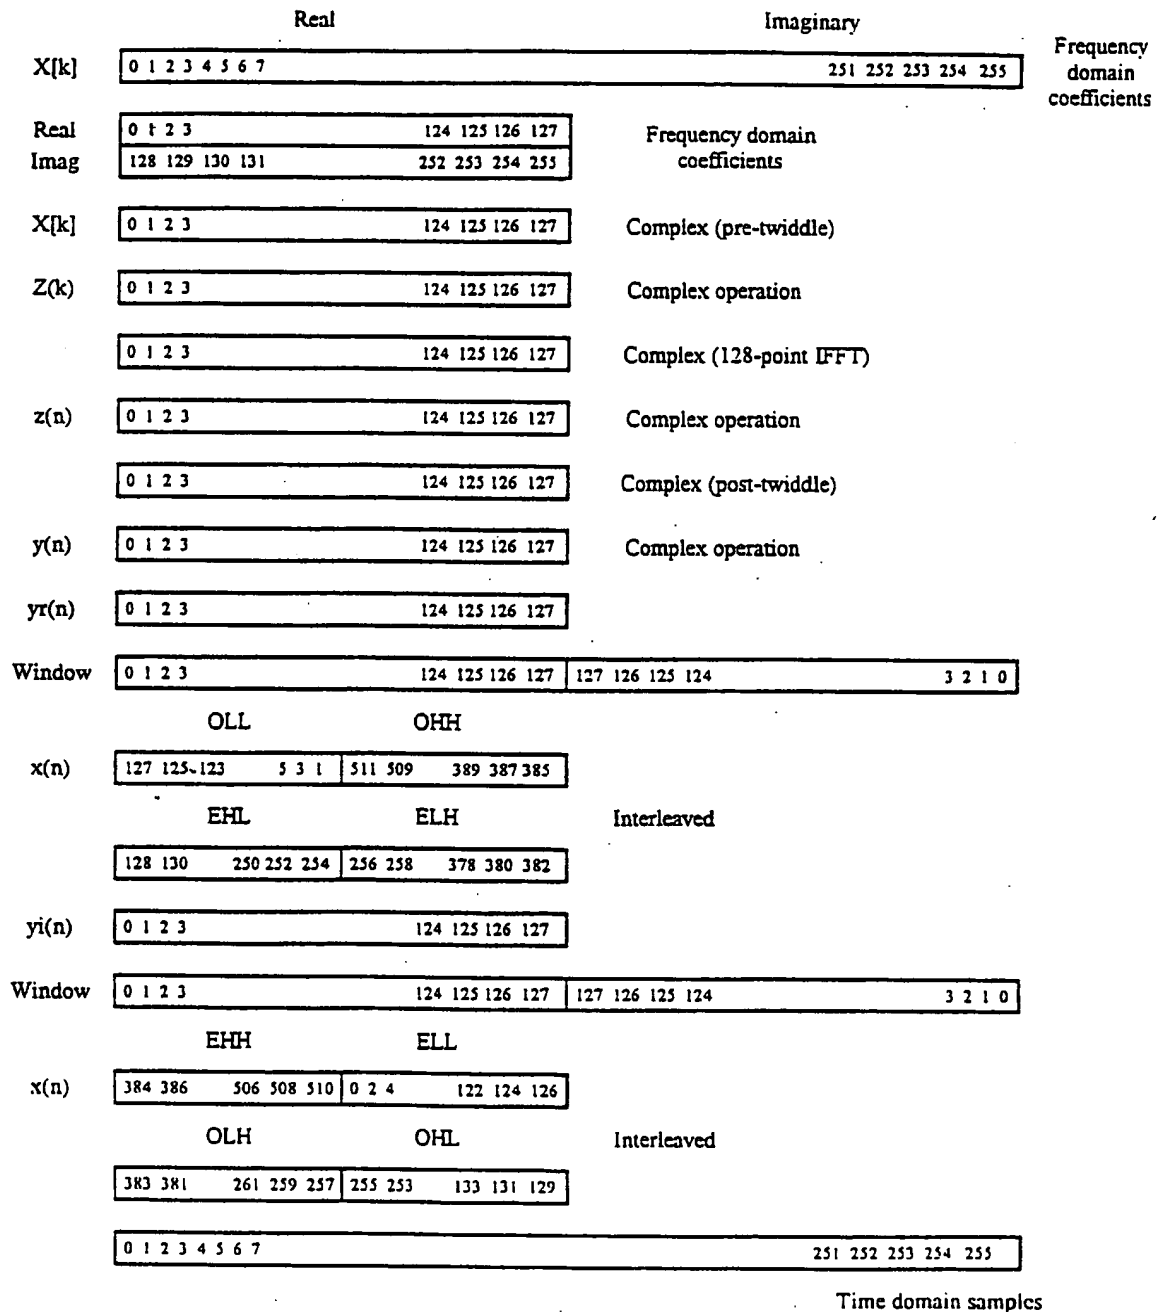 Real Imaginary
X[k] 0 1 2 3 4 5 6 7 251 252 253 254 255 Frequency domain coefficients
Real 0 1 2 3 124 125 126 127 Frequency domain
Imag 128 129 130 131 252 253 254 255 coefficients
X[k] 0 1 2 3 124 125 126 127 Complex (pre-twiddle)
Z(k) 0 1 2 3 124 125 126 127 Complex operation
0 1 2 3 124 125 126 127 Complex (128-point IFFT)
z(n) 0 1 2 3 124 125 126 127 Complex operation
0 1 2 3 124 125 126 127 Complex (post-twiddle)
y(n) 0 1 2 3 124 125 126 127 Complex operation
yr(n) 0 1 2 3 124 125 126 127
Window 0 1 2 3 124 125 126 127 127 126 125 124 3 2 1 0
OLL OHH
x(n) 127 125 123 5 3 1 511 509 389 387 385
EHL ELH Interleaved
128 130 250 252 254 256 258 378 380 382
yi(n) 0 1 2 3 124 125 126 127
Window 0 1 2 3 124 125 126 127 127 126 125 124 3 2 1 0
EHH ELL
x(n) 384 386 506 508 510 0 2 4 122 124 126
OLH OHL Interleaved
383 381 261 259 257 255 253 133 131 129
0 1 2 3 4 5 6 7 251 252 253 254 255
Time domain samples